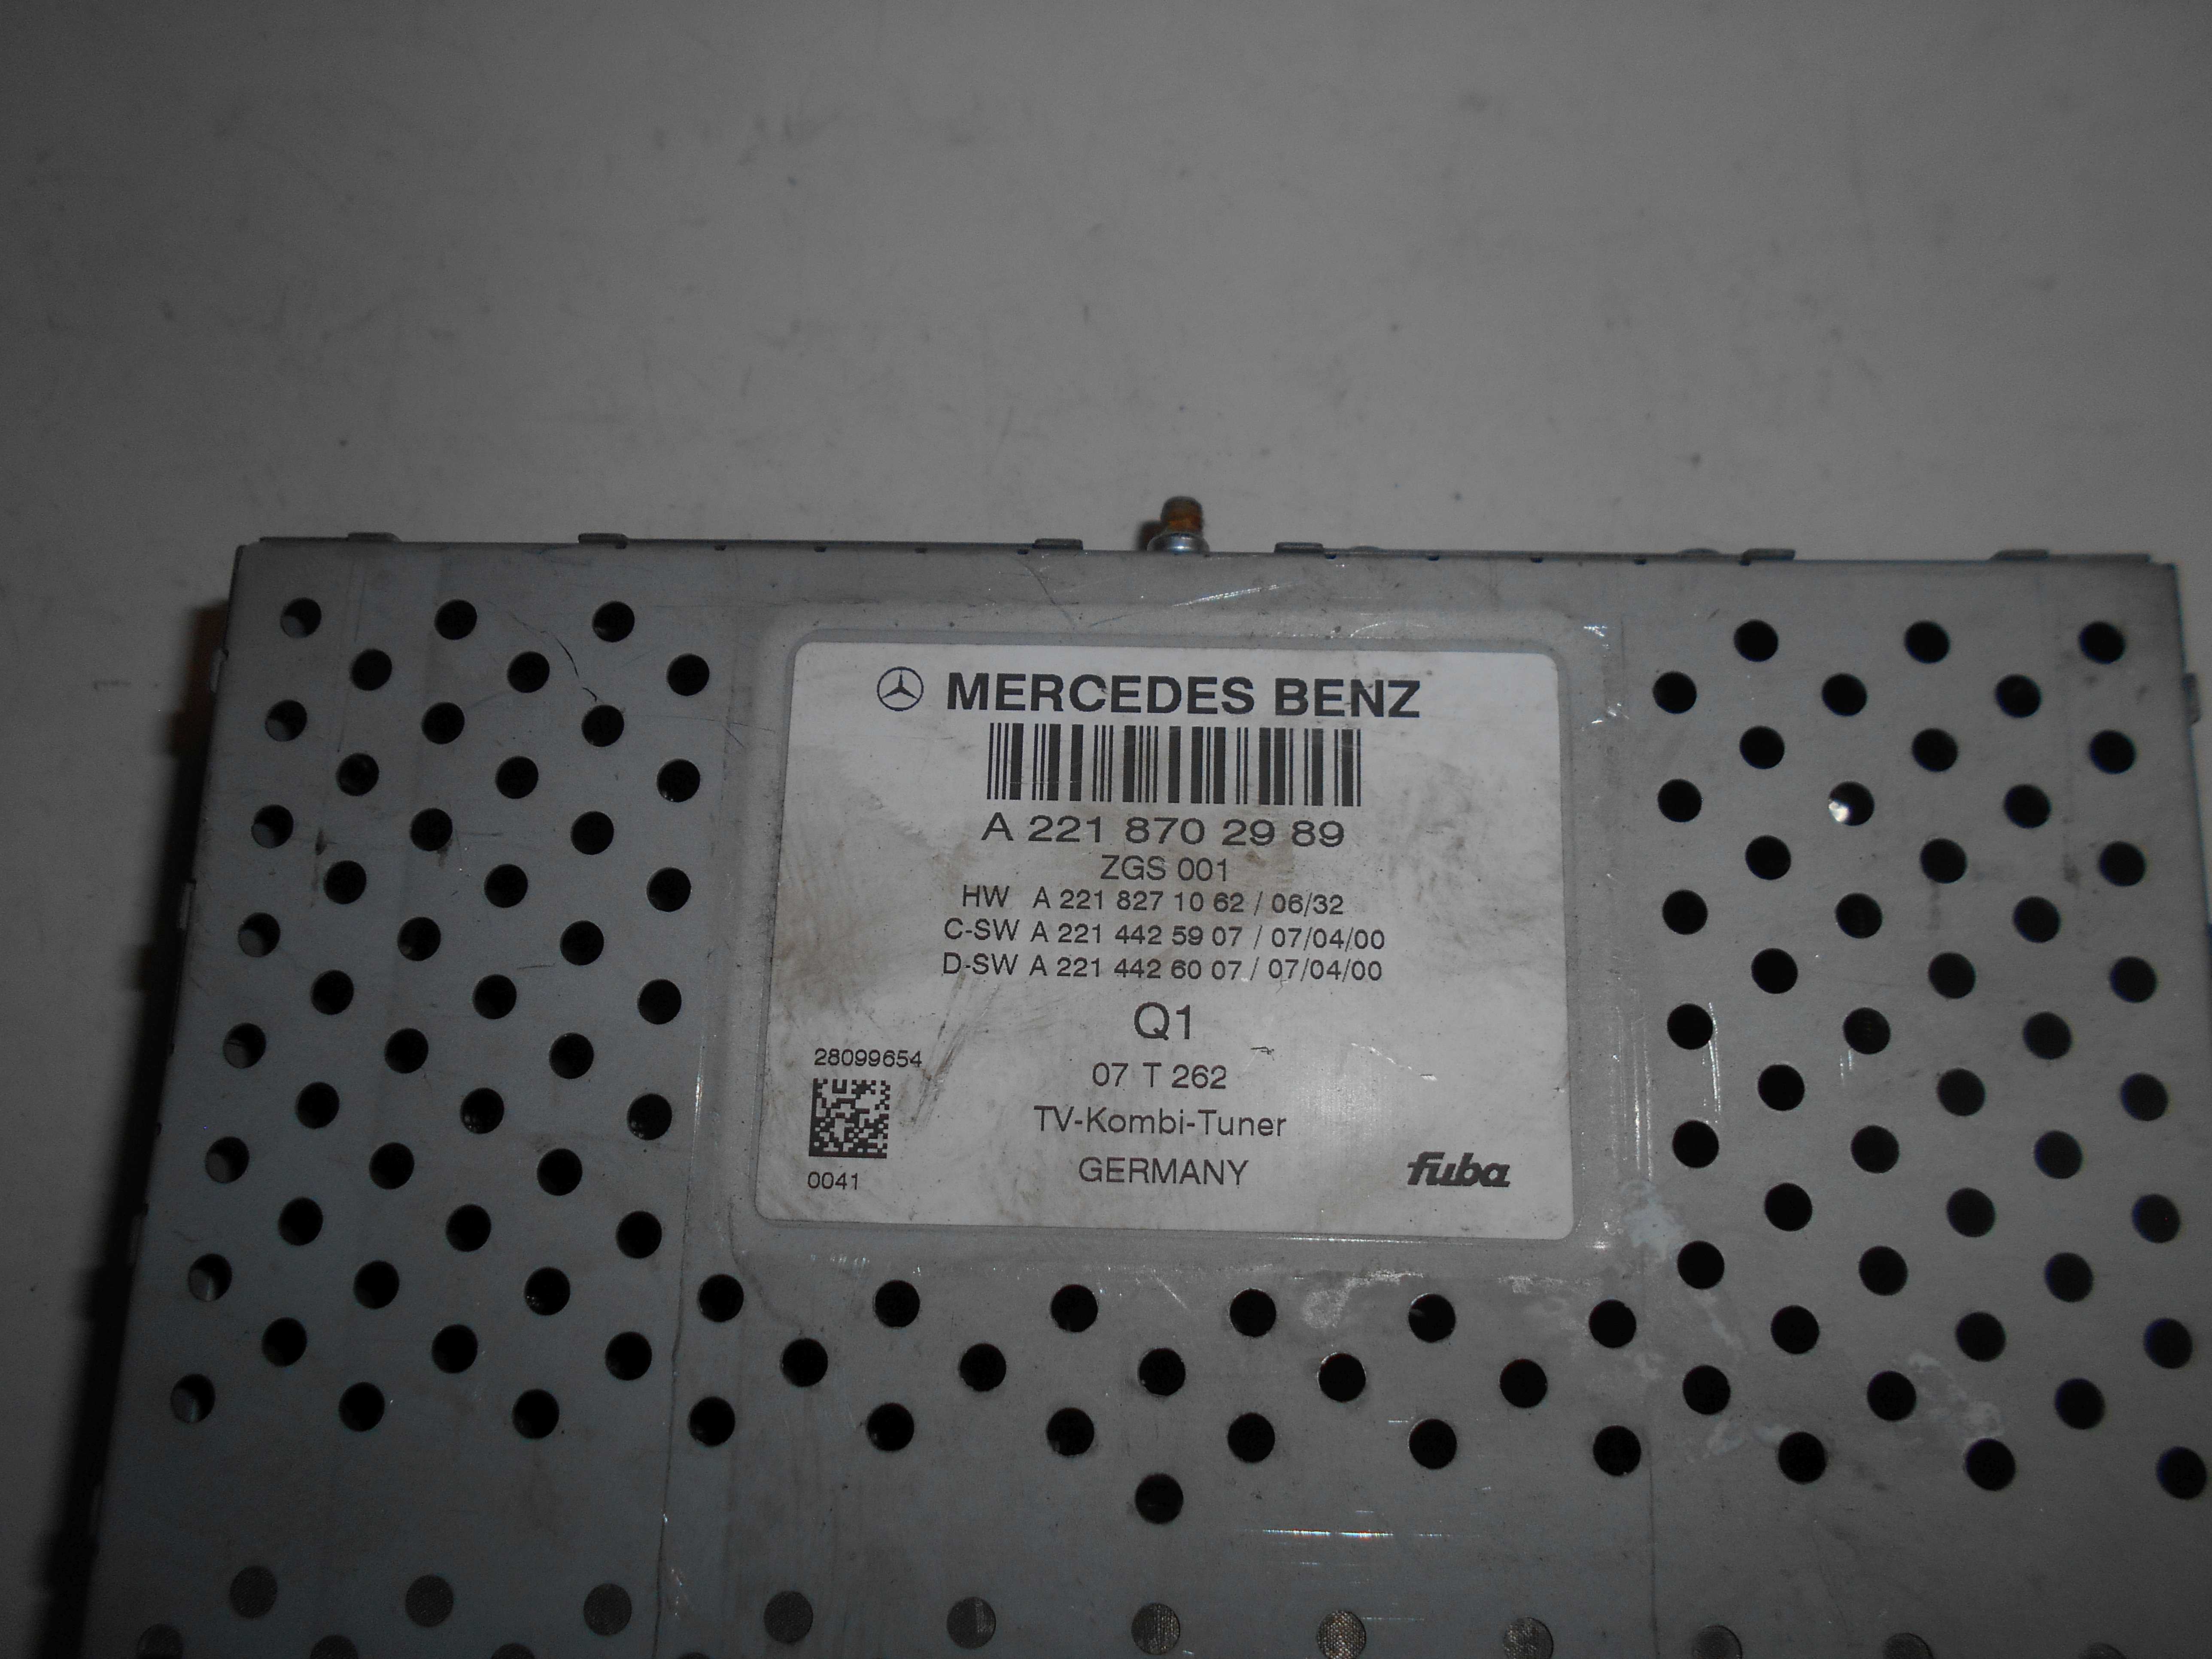 MERCEDES BENZ
A 221 870 29 89
ZGS 001
HW A 221 827 10 62 / 06/32
C-SW A 221 442 59 07 / 07/04/00
D-SW A 221 442 60 07 / 07/04/00
Q1
28099654
07 T 262
TV-Kombi-Tuner
0041
GERMANY
fuba